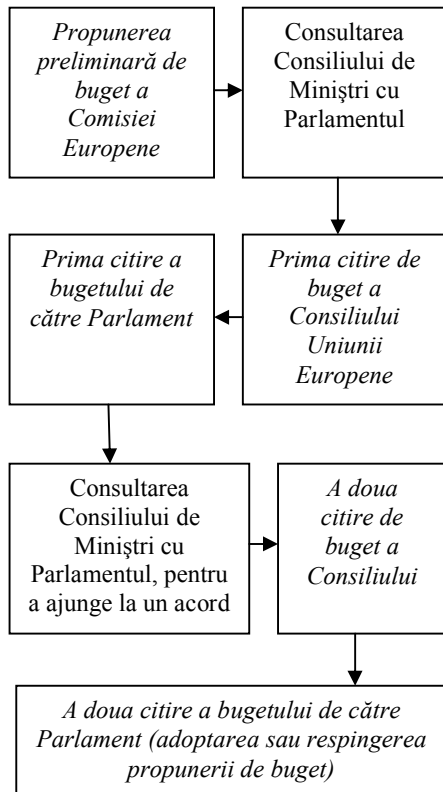 Propunerea
preliminară de
buget a
Comisiei
Europene
Consultarea
Consiliului de
Miniştri cu
Parlamentul
Prima citire de
buget a
Consiliului
Uniunii
Europene
Prima citire a
bugetului de
către Parlament
Consultarea
Consiliului de
Miniştri cu
Parlamentul, pentru
a ajunge la un acord
A doua
citire de
buget a
Consiliului
A doua citire a bugetului de către
Parlament (adoptarea sau respingerea
propunerii de buget)